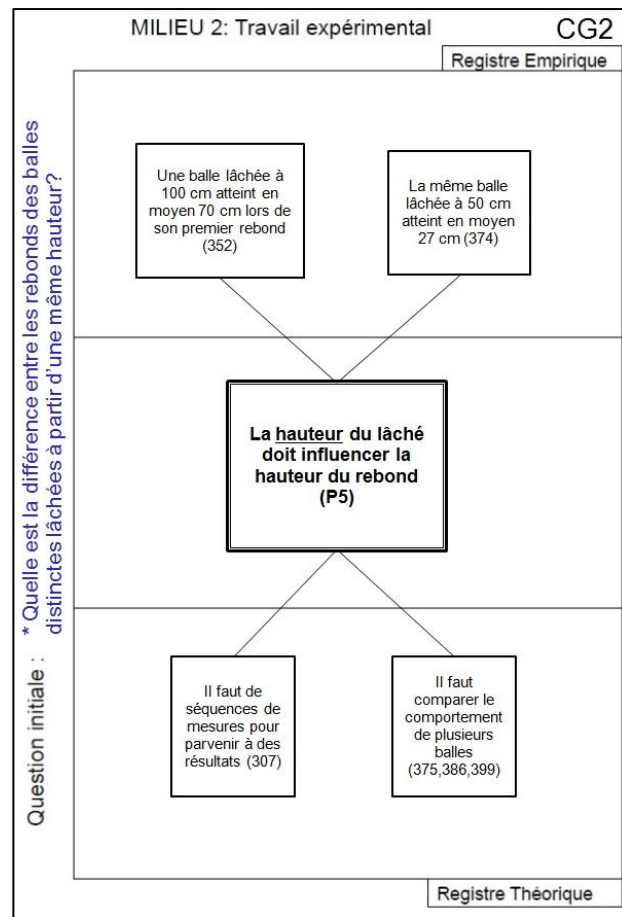 MILIEU 2: Travail expérimental
CG2
Registre Empirique
Une balle lâchée à
100 cm atteint en
moyen 70 cm lors de
son premier rebond
(352)
La même balle
lâchée à 50 cm
atteint en moyen
27 cm (374)
La hauteur du lâché
doit influencer la
hauteur du rebond
(P5)
Il faut de
séquences de
mesures pour
parvenir à des
résultats (307)
Il faut
comparer le
comportement
de plusieurs
balles
(375,386,399)
Registre Théorique
Question initiale :
* Quelle est la différence entre les rebonds des balles
distinctes lâchées à partir d'une même hauteur?